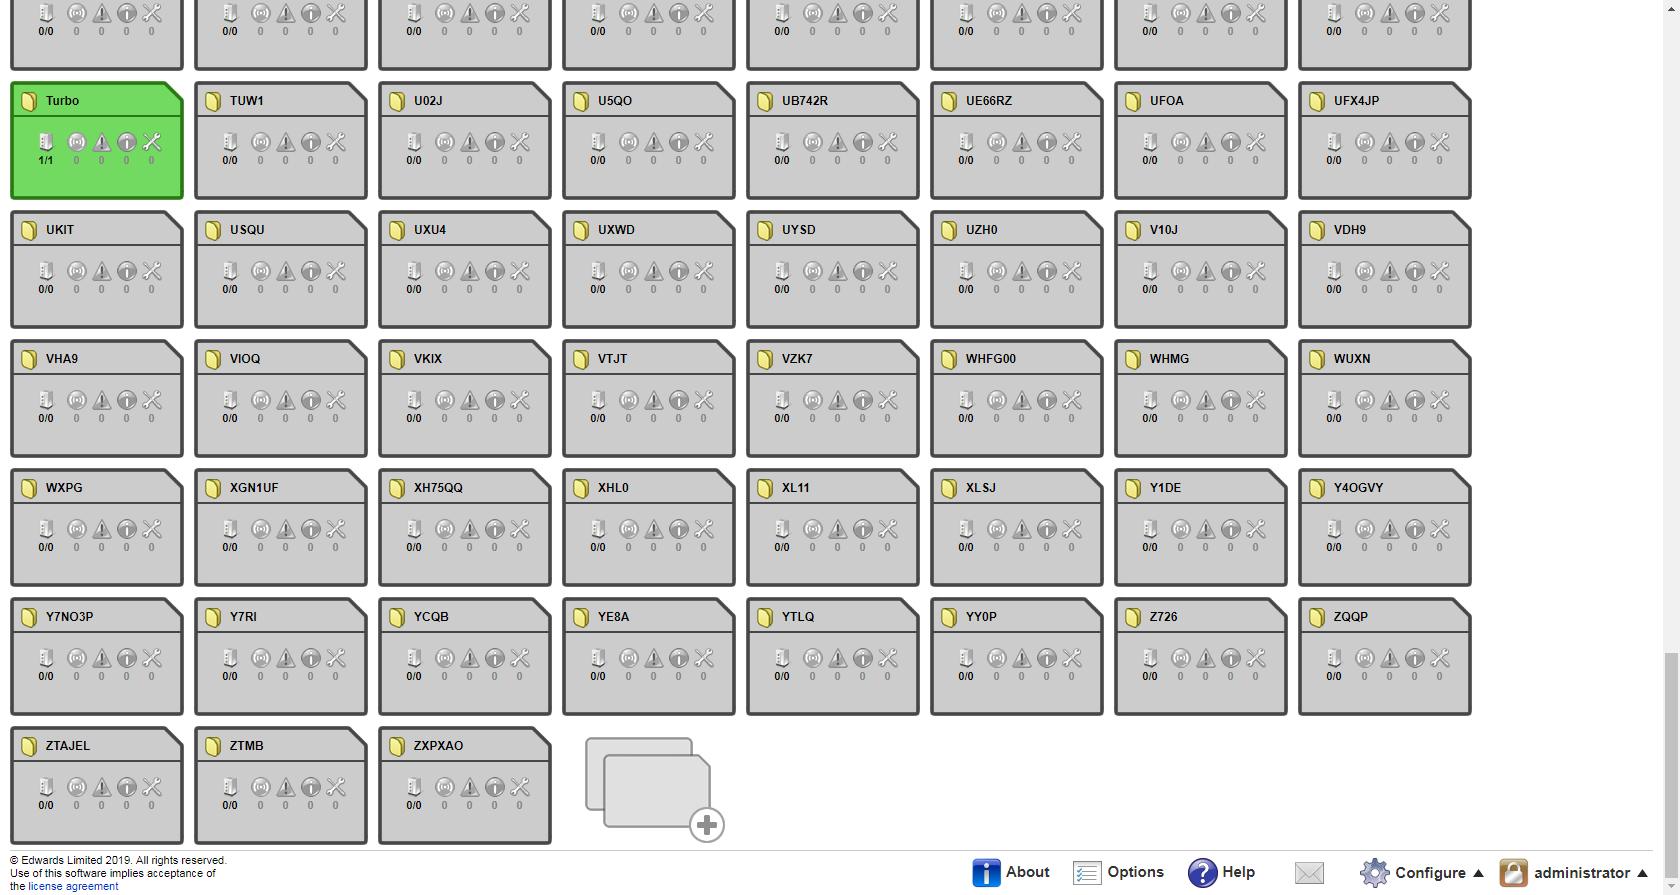 0/0 0 0 0 0 0/0 0 0 0 0 0/0 0 0 0 0 0/0 0 0 0 0 0/0 0 0 0 0 0/0 0 0 0 0 0/0 0 0 0 0 0/0 0 0 0 0
Turbo TUW1 U02J U5QO UB742R UE66RZ UFOA UFX4JP
1/1 0 0 0 0 0/0 0 0 0 0 0/0 0 0 0 0 0/0 0 0 0 0 0/0 0 0 0 0 0/0 0 0 0 0 0/0 0 0 0 0 0/0 0 0 0 0
UKIT USQU UXU4 UXWD UYSD UZH0 V10J VDH9
0/0 0 0 0 0 0/0 0 0 0 0 0/0 0 0 0 0 0/0 0 0 0 0 0/0 0 0 0 0 0/0 0 0 0 0 0/0 0 0 0 0 0/0 0 0 0 0
VHA9 VIOQ VKIX VTJT VZK7 WHFG00 WHMG WUXN
0/0 0 0 0 0 0/0 0 0 0 0 0/0 0 0 0 0 0/0 0 0 0 0 0/0 0 0 0 0 0/0 0 0 0 0 0/0 0 0 0 0 0/0 0 0 0 0
WXPG XGN1UF XH75QQ XHL0 XL11 XLSJ Y1DE Y4OGVY
0/0 0 0 0 0 0/0 0 0 0 0 0/0 0 0 0 0 0/0 0 0 0 0 0/0 0 0 0 0 0/0 0 0 0 0 0/0 0 0 0 0 0/0 0 0 0 0
Y7NO3P Y7RI YCQB YE8A YTLQ YY0P Z726 ZQQP
0/0 0 0 0 0 0/0 0 0 0 0 0/0 0 0 0 0 0/0 0 0 0 0 0/0 0 0 0 0 0/0 0 0 0 0 0/0 0 0 0 0 0/0 0 0 0 0
ZTAJEL ZTMB ZXPXAO
0/0 0 0 0 0 0/0 0 0 0 0 0/0 0 0 0 0
© Edwards Limited 2019. All rights reserved.
Use of this software implies acceptance of
the license agreement
About Options Help Configure administrator